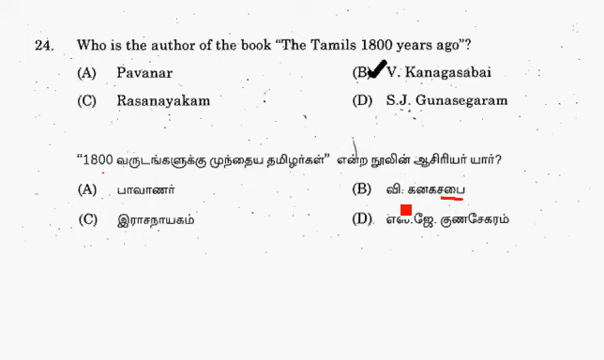 24. Who is the author of the book “The Tamils 1800 years ago”?
(A) Pavanar (B) V. Kanagasabai
(C) Rasanayakam (D) S.J. Gunasegaram
“1800 வருடங்களுக்கு முந்தைய தமிழர்கள்” என்ற நூலின் ஆசிரியர் யார்?
(A) பாவாணர் (B) வி. கனகசபை
(C) இராசநாயகம் (D) எஸ்.ஜே. குணசேகரம்